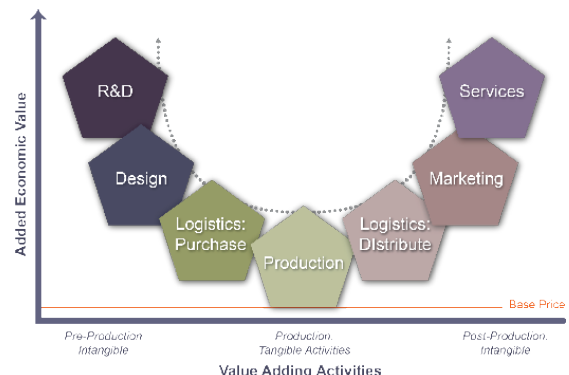 Added Economic Value
R&D
Services
Design
Marketing
Logistics:
Purchase
Logistics:
DIstribute
Production
Base Price
Pre-Production
Intangible
Production:
Tangible Activities
Post-Production:
Intangible
Value Adding Activities